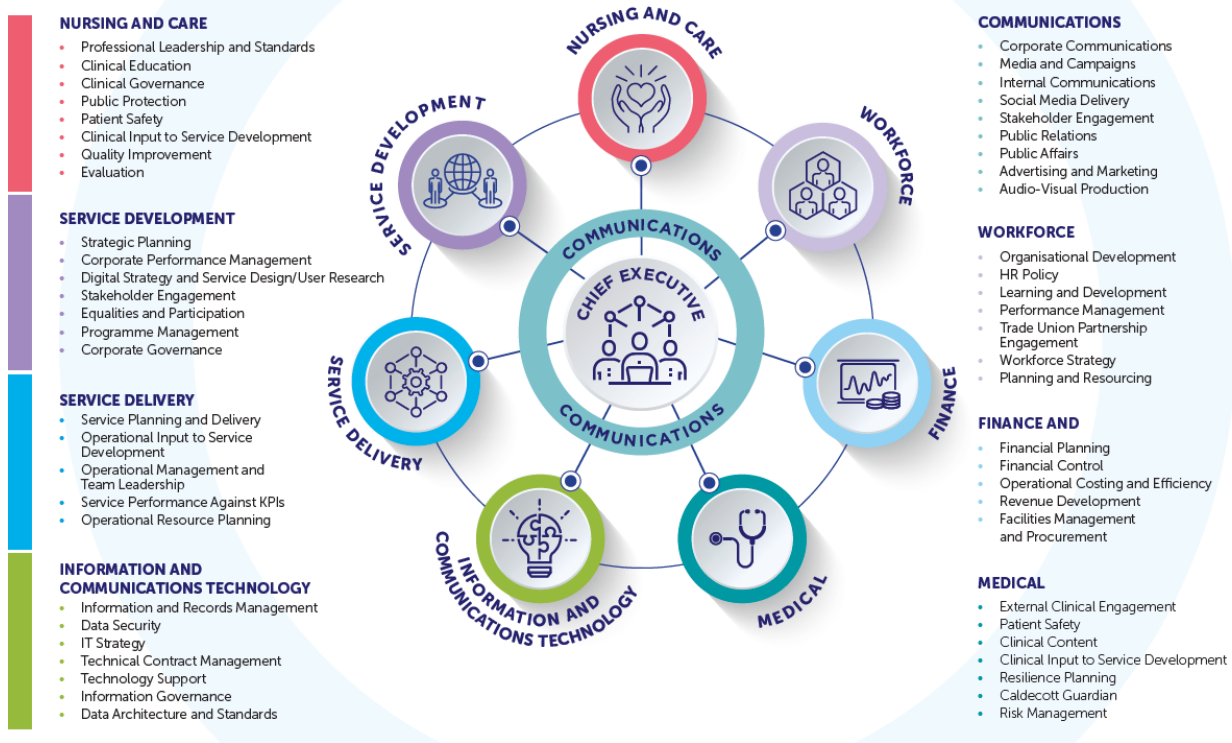 NURSING AND CARE
Professional Leadership and Standards
Clinical Education
Clinical Governance
Public Protection
Patient Safety
Clinical Input to Service Development
Quality Improvement
Evaluation
SERVICE DEVELOPMENT
Strategic Planning
Corporate Performance Management
Digital Strategy and Service Design/User Research
Stakeholder Engagement
Equalities and Participation
Programme Management
Corporate Governance
SERVICE DELIVERY
Service Planning and Delivery
Operational Input to Service
Development
Operational Management and
Team Leadership
Service Performance Against KPIs
Operational Resource Planning
INFORMATION AND
COMMUNICATIONS TECHNOLOGY
Information and Records Management
Data Security
IT Strategy
Technical Contract Management
Technology Support
Information Governance
Data Architecture and Standards
NURSING AND CARE
WORKFORCE
FINANCE
MEDICAL
INFORMATION AND
COMMUNICATIONS TECHNOLOGY
SERVICE DELIVERY
SERVICE DEVELOPMENT
COMMUNICATIONS
CHIEF EXECUTIVE
COMMUNICATIONS
COMMUNICATIONS
Corporate Communications
Media and Campaigns
Internal Communications
Social Media Delivery
Stakeholder Engagement
Public Relations
Public Affairs
Advertising and Marketing
Audio-Visual Production
WORKFORCE
Organisational Development
HR Policy
Learning and Development
Performance Management
Trade Union Partnership
Engagement
Workforce Strategy
Planning and Resourcing
FINANCE AND
Financial Planning
Financial Control
Operational Costing and Efficiency
Revenue Development
Facilities Management
and Procurement
MEDICAL
External Clinical Engagement
Patient Safety
Clinical Content
Clinical Input to Service Development
Resilience Planning
Caldecott Guardian
Risk Management